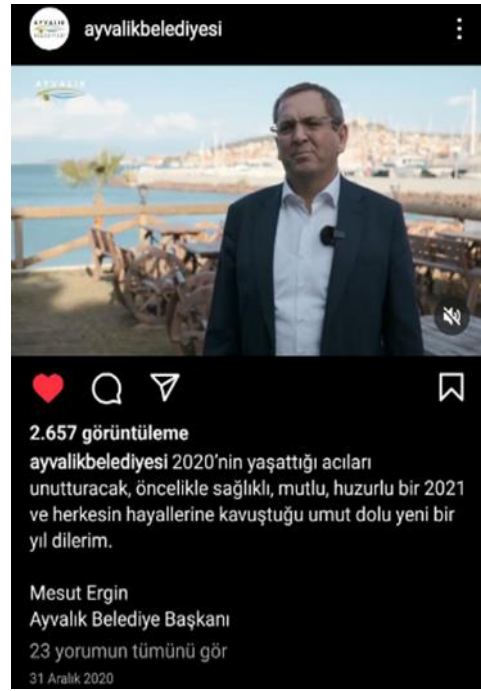 ayvalikbelediyesi
AYVALIK
2.657 görüntüleme
ayvalikbelediyesi 2020'nin yaşattığı acıları
unutturacak, öncelikle sağlıklı, mutlu, huzurlu bir 2021
ve herkesin hayallerine kavuştuğu umut dolu yeni bir
yıl dilerim.
Mesut Ergin
Ayvalık Belediye Başkanı
23 yorumun tümünü gör
31 Aralık 2020